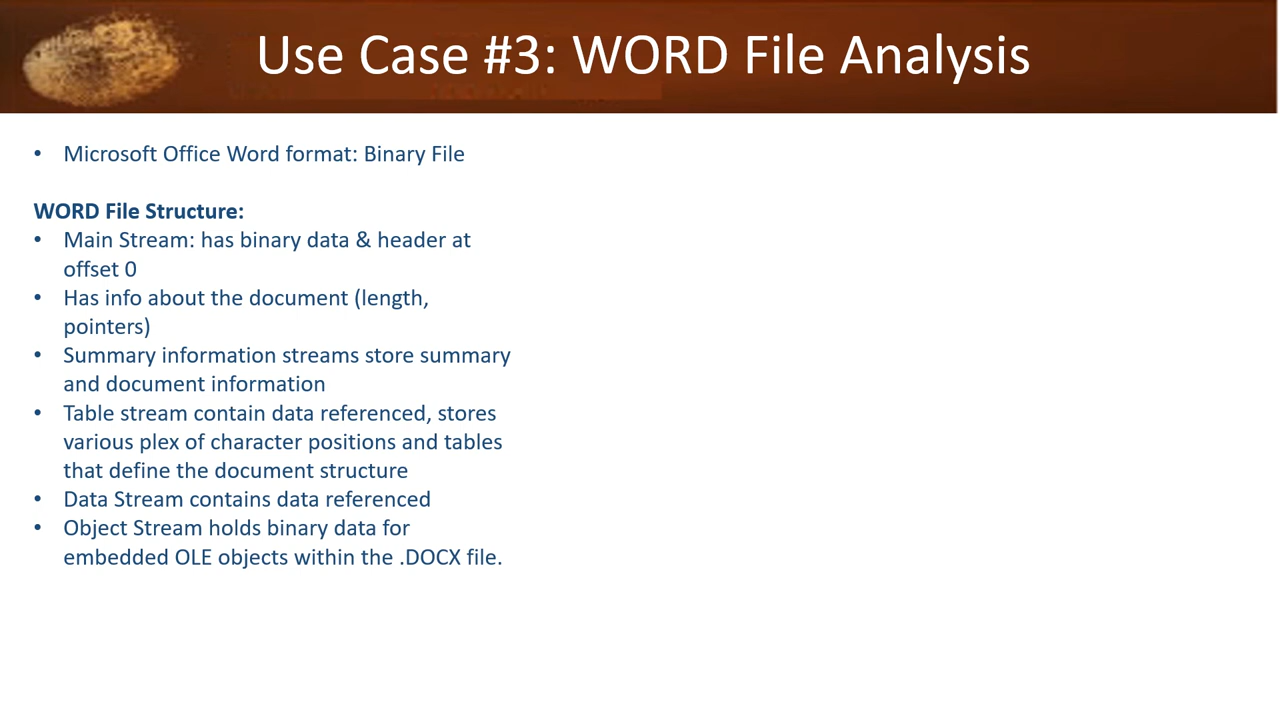 Use Case #3: WORD File Analysis
• Microsoft Office Word format: Binary File
WORD File Structure:
• Main Stream: has binary data & header at
offset 0
• Has info about the document (length,
pointers)
• Summary information streams store summary
and document information
• Table stream contain data referenced, stores
various plex of character positions and tables
that define the document structure
• Data Stream contains data referenced
• Object Stream holds binary data for
embedded OLE objects within the .DOCX file.